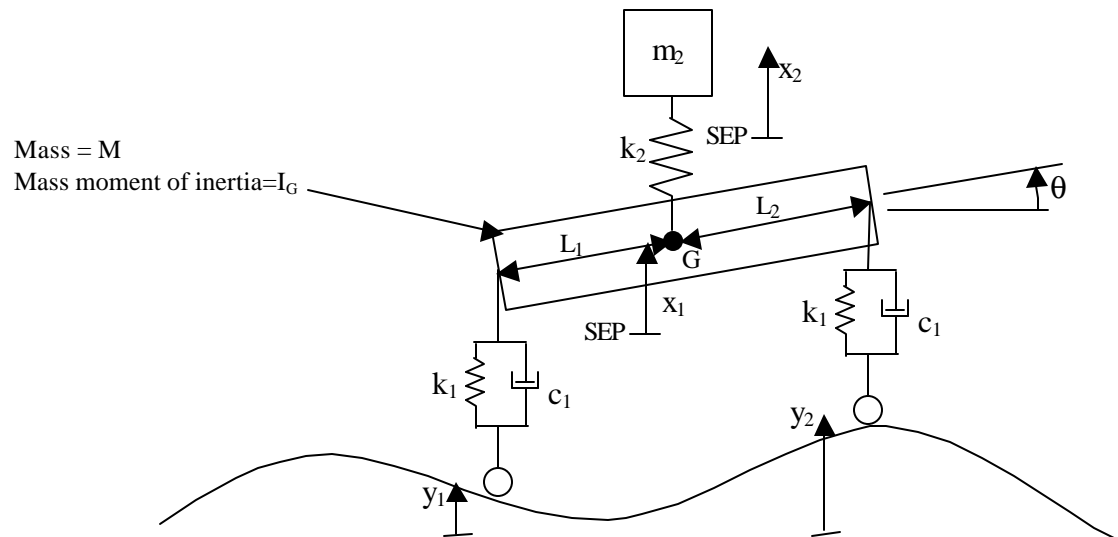 m₂
x₂
SEP
k₂
Mass = M
Mass moment of inertia=I_G
θ
L₂
L₁
G
x₁
SEP
k₁
c₁
k₁
c₁
y₂
y₁